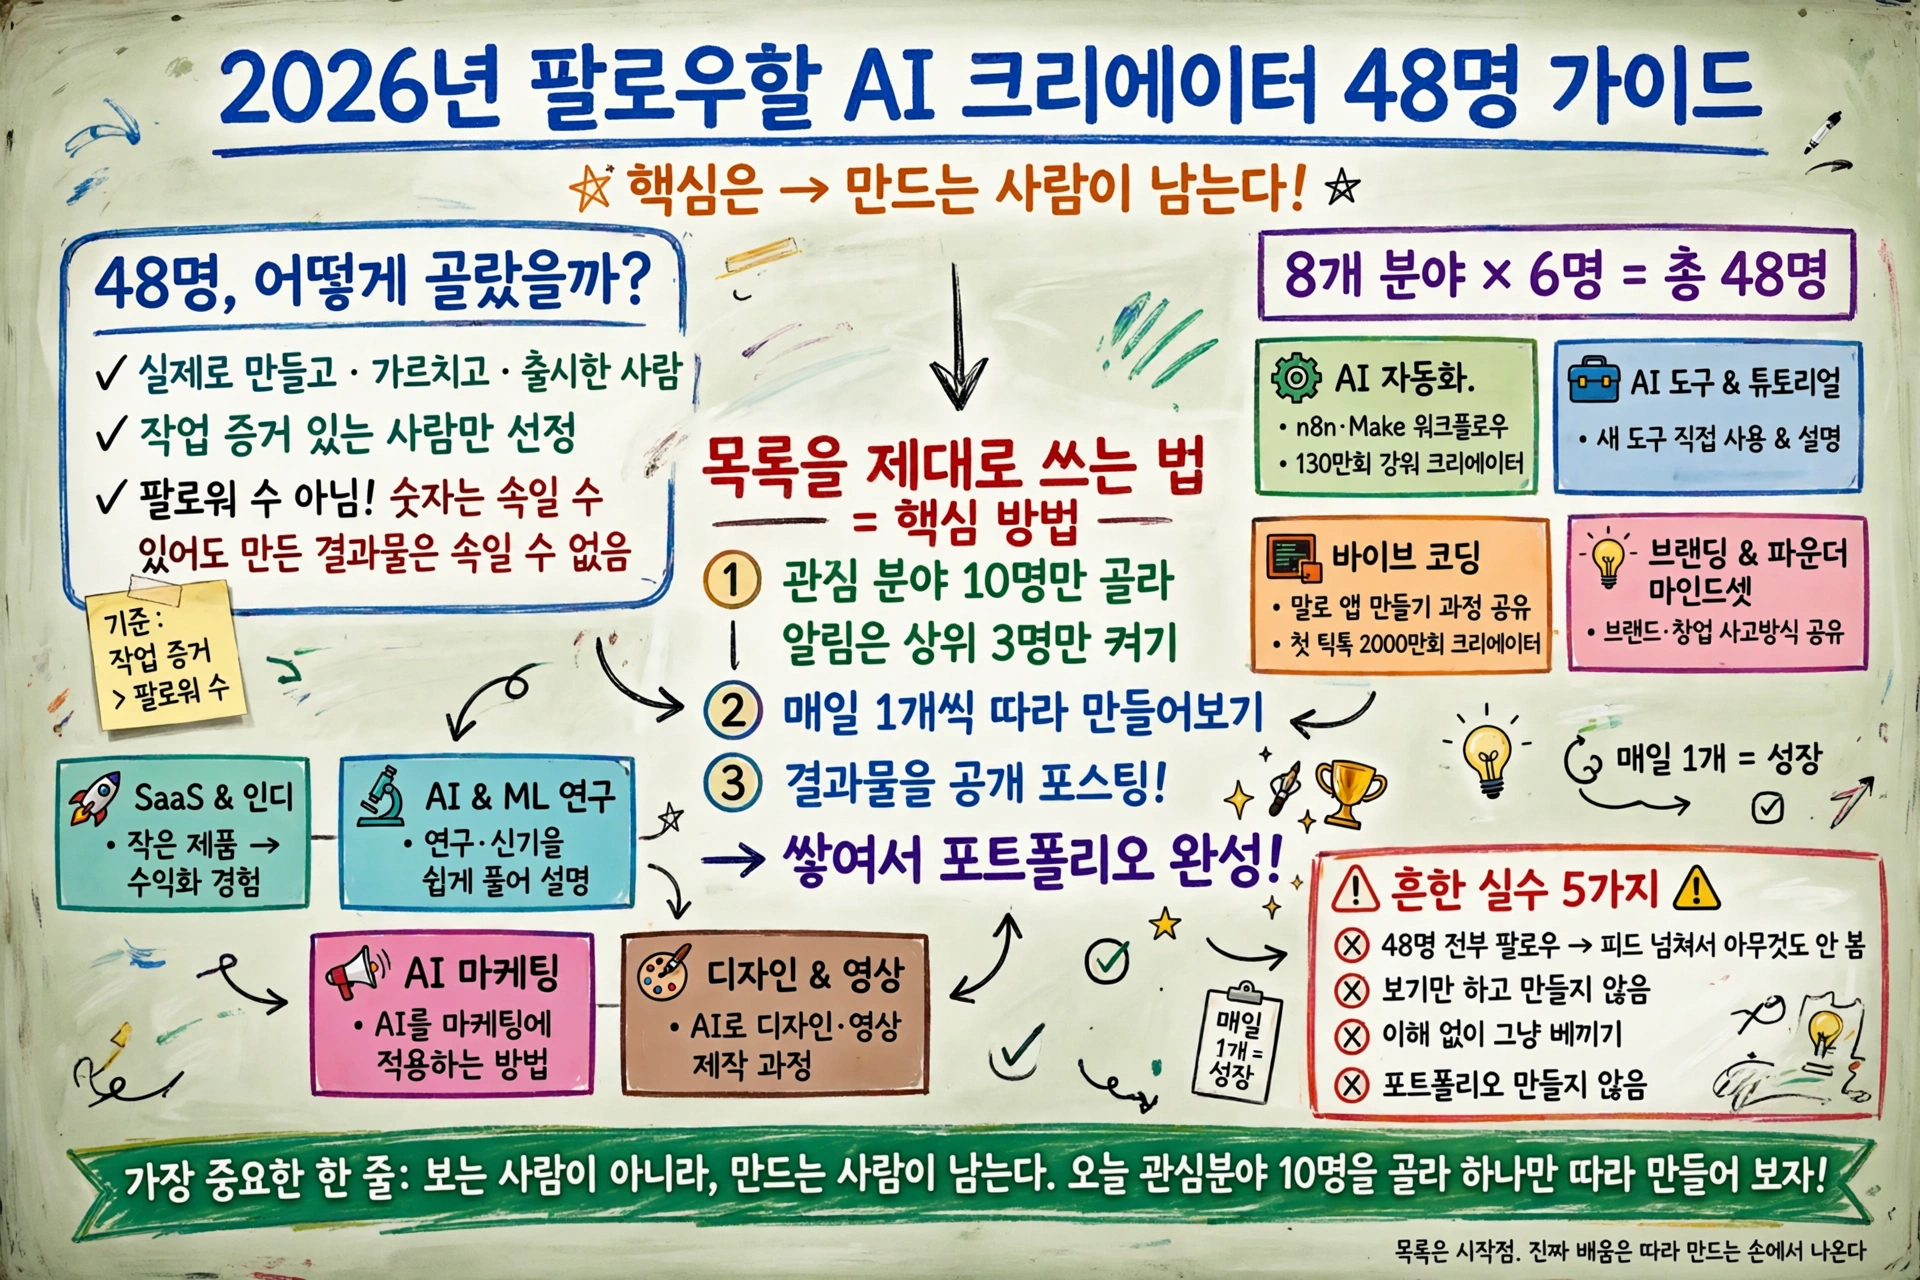 2026년 팔로우할 AI 크리에이터 48명 가이드
핵심은 → 만드는 사람이 남는다!
48명, 어떻게 골랐을까?
✓ 실제로 만들고 · 가르치고 · 출시한 사람
✓ 작업 증거 있는 사람만 선정
✓ 팔로워 수 아님! 숫자는 속일 수
있어도 만든 결과물은 속일 수 없음
기준:
작업 증거
> 팔로워 수
8개 분야 × 6명 = 총 48명
AI 자동화.
• n8n·Make 워크플로우
• 130만회 강워 크리에이터
AI 도구 & 튜토리얼
• 새 도구 직접 사용 & 설명
바이브 코딩
• 말로 앱 만들기 과정 공유
• 첫 틱톡 2000만회 크리에이터
브랜딩 & 파운더
마인드셋
• 브랜드·창업 사고방식 공유
목록을 제대로 쓰는 법
= 핵심 방법
1 관짐 분야 10명만 골라
알림은 상위 3명만 켜기
2 매일 1개씩 따라 만들어보기
3 결과물을 공개 포스팅!
→ 쌓여서 포트폴리오 완성!
매일 1개 = 성장
SaaS & 인디
• 작은 제품 →
수익화 경험
AI & ML 연구
• 연구·신기을
쉽게 풀어 설명
AI 마케팅
• AI를 마케팅에
적용하는 방법
디자인 & 영상
• AI로 디자인·영상
제작 과정
매일
1개 =
성장
흔한 실수 5가지
48명 전부 팔로우 → 피드 넘쳐서 아무것도 안 봄
보기만 하고 만들지 않음
이해 없이 그냥 베끼기
포트폴리오 만들지 않음
가장 중요한 한 줄: 보는 사람이 아니라, 만드는 사람이 남는다. 오늘 관심분야 10명을 골라 하나만 따라 만들어 보자!
목록은 시작점. 진짜 배움은 따라 만드는 손에서 나온다